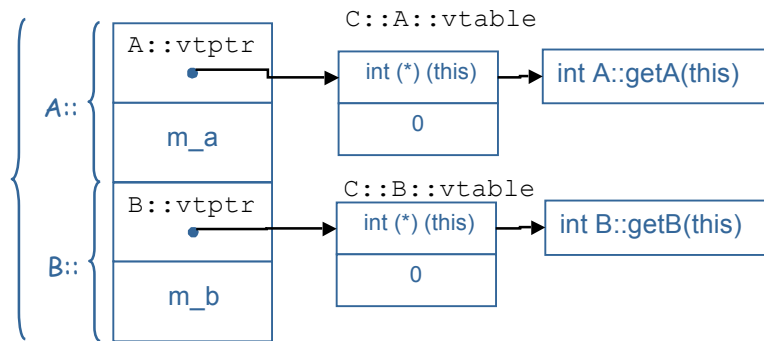 C::A::vtable
A::vtptr
int (*) (this)
int A::getA(this)
A::
m_a
0
C::B::vtable
B::vtptr
int (*) (this)
int B::getB(this)
B::
m_b
0